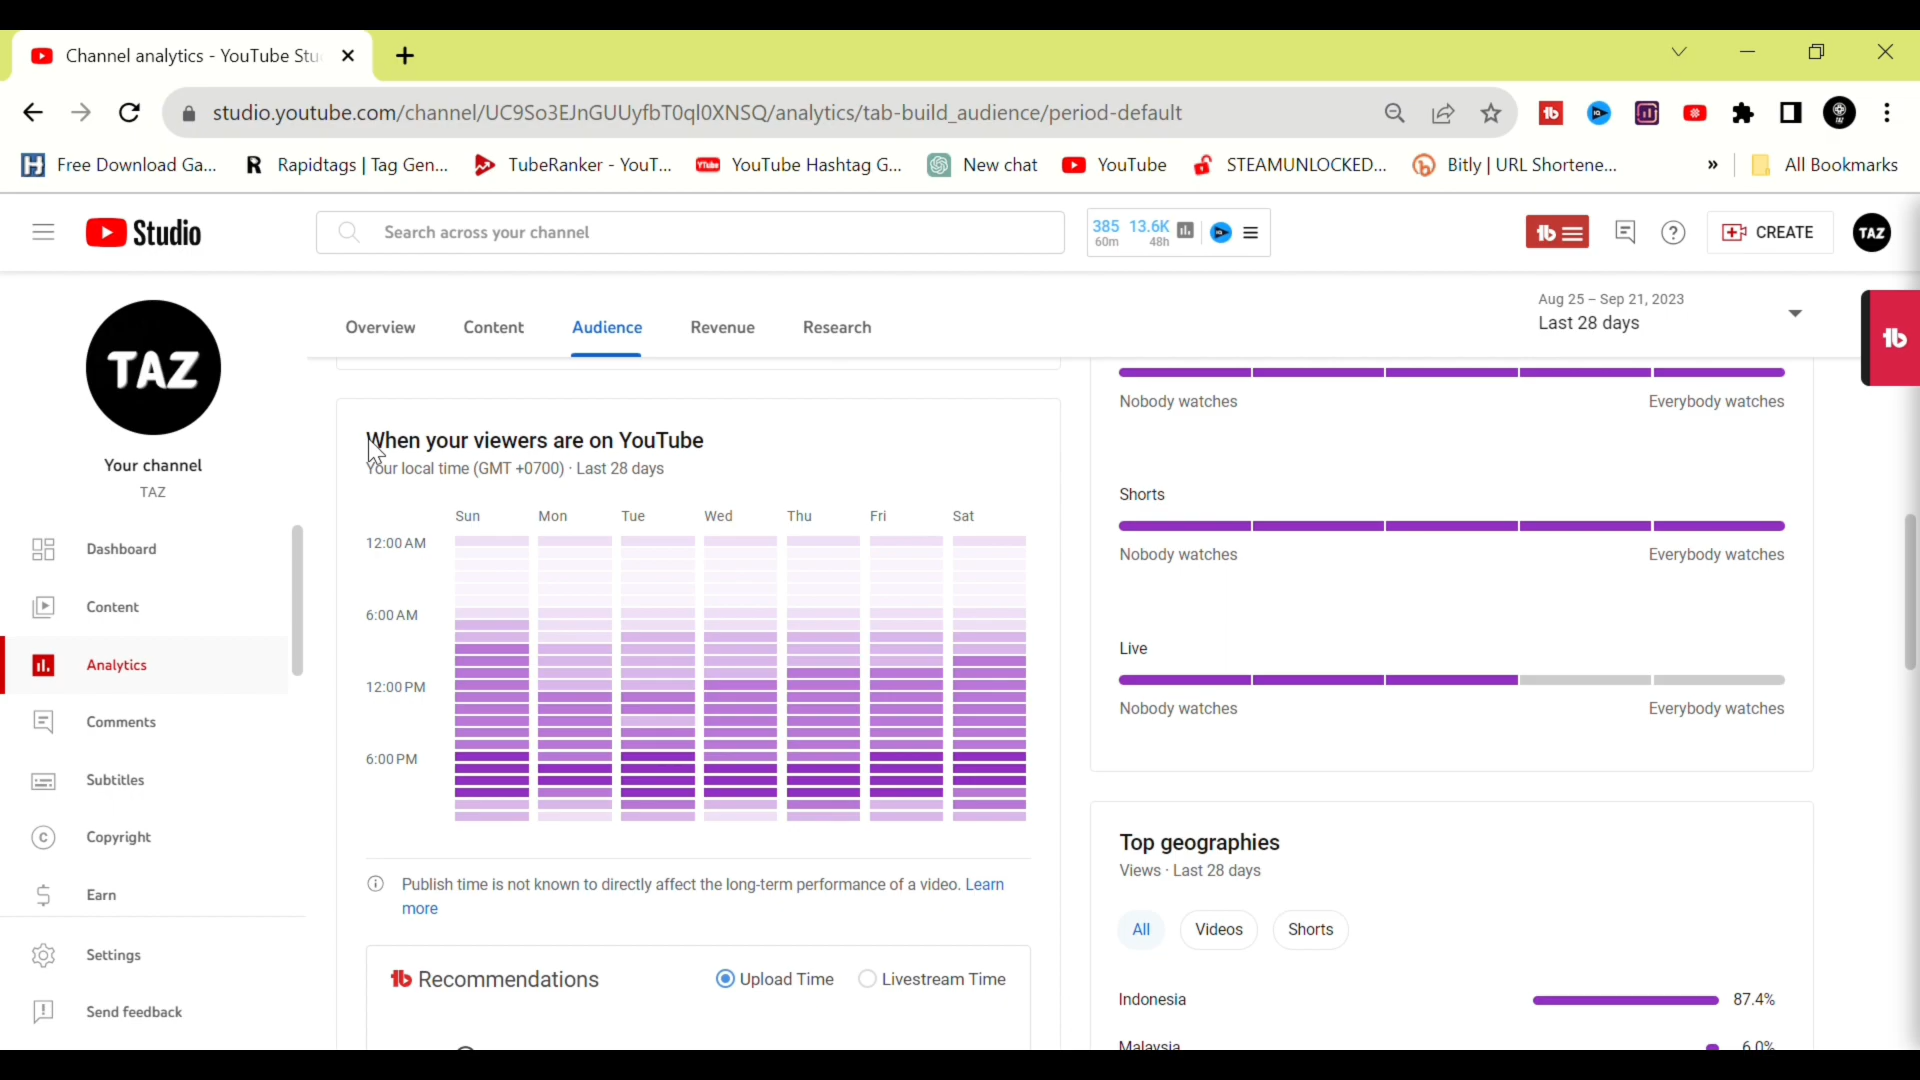 Channel analytics - YouTube Stu
studio.youtube.com/channel/UC9So3EJnGUUyfbT0ql0XNSQ/analytics/tab-build_audience/period-default
Free Download Ga...
Rapidtags | Tag Gen...
TubeRanker - YouT...
YouTube Hashtag G...
New chat
YouTube
STEAMUNLOCKED...
Bitly | URL Shortene...
»
All Bookmarks
Studio
Search across your channel
385 13.6K
60m 48h
CREATE
TAZ
TAZ
Your channel
TAZ
Dashboard
Content
Analytics
Comments
Subtitles
Copyright
Earn
Settings
Send feedback
Overview Content Audience Revenue Research
Aug 25 – Sep 21, 2023
Last 28 days
When your viewers are on YouTube
Your local time (GMT +0700) · Last 28 days
Sun Mon Tue Wed Thu Fri Sat
12:00 AM
6:00 AM
12:00 PM
6:00 PM
Publish time is not known to directly affect the long-term performance of a video. Learn
more
tb Recommendations
Upload Time Livestream Time
Nobody watches Everybody watches
Shorts
Nobody watches Everybody watches
Live
Nobody watches Everybody watches
Top geographies
Views · Last 28 days
All Videos Shorts
Indonesia 87.4%
Malaysia 6.0%